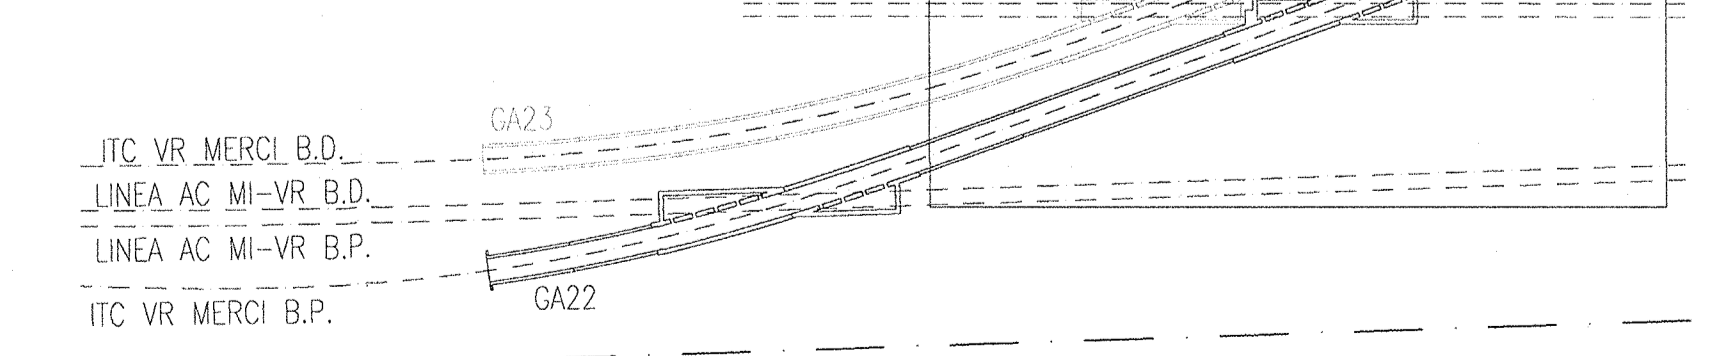 GA23
ITC VR MERCI B.D.
LINEA AC MI-VR B.D.
LINEA AC MI-VR B.P.
GA22
ITC VR MERCI B.P.